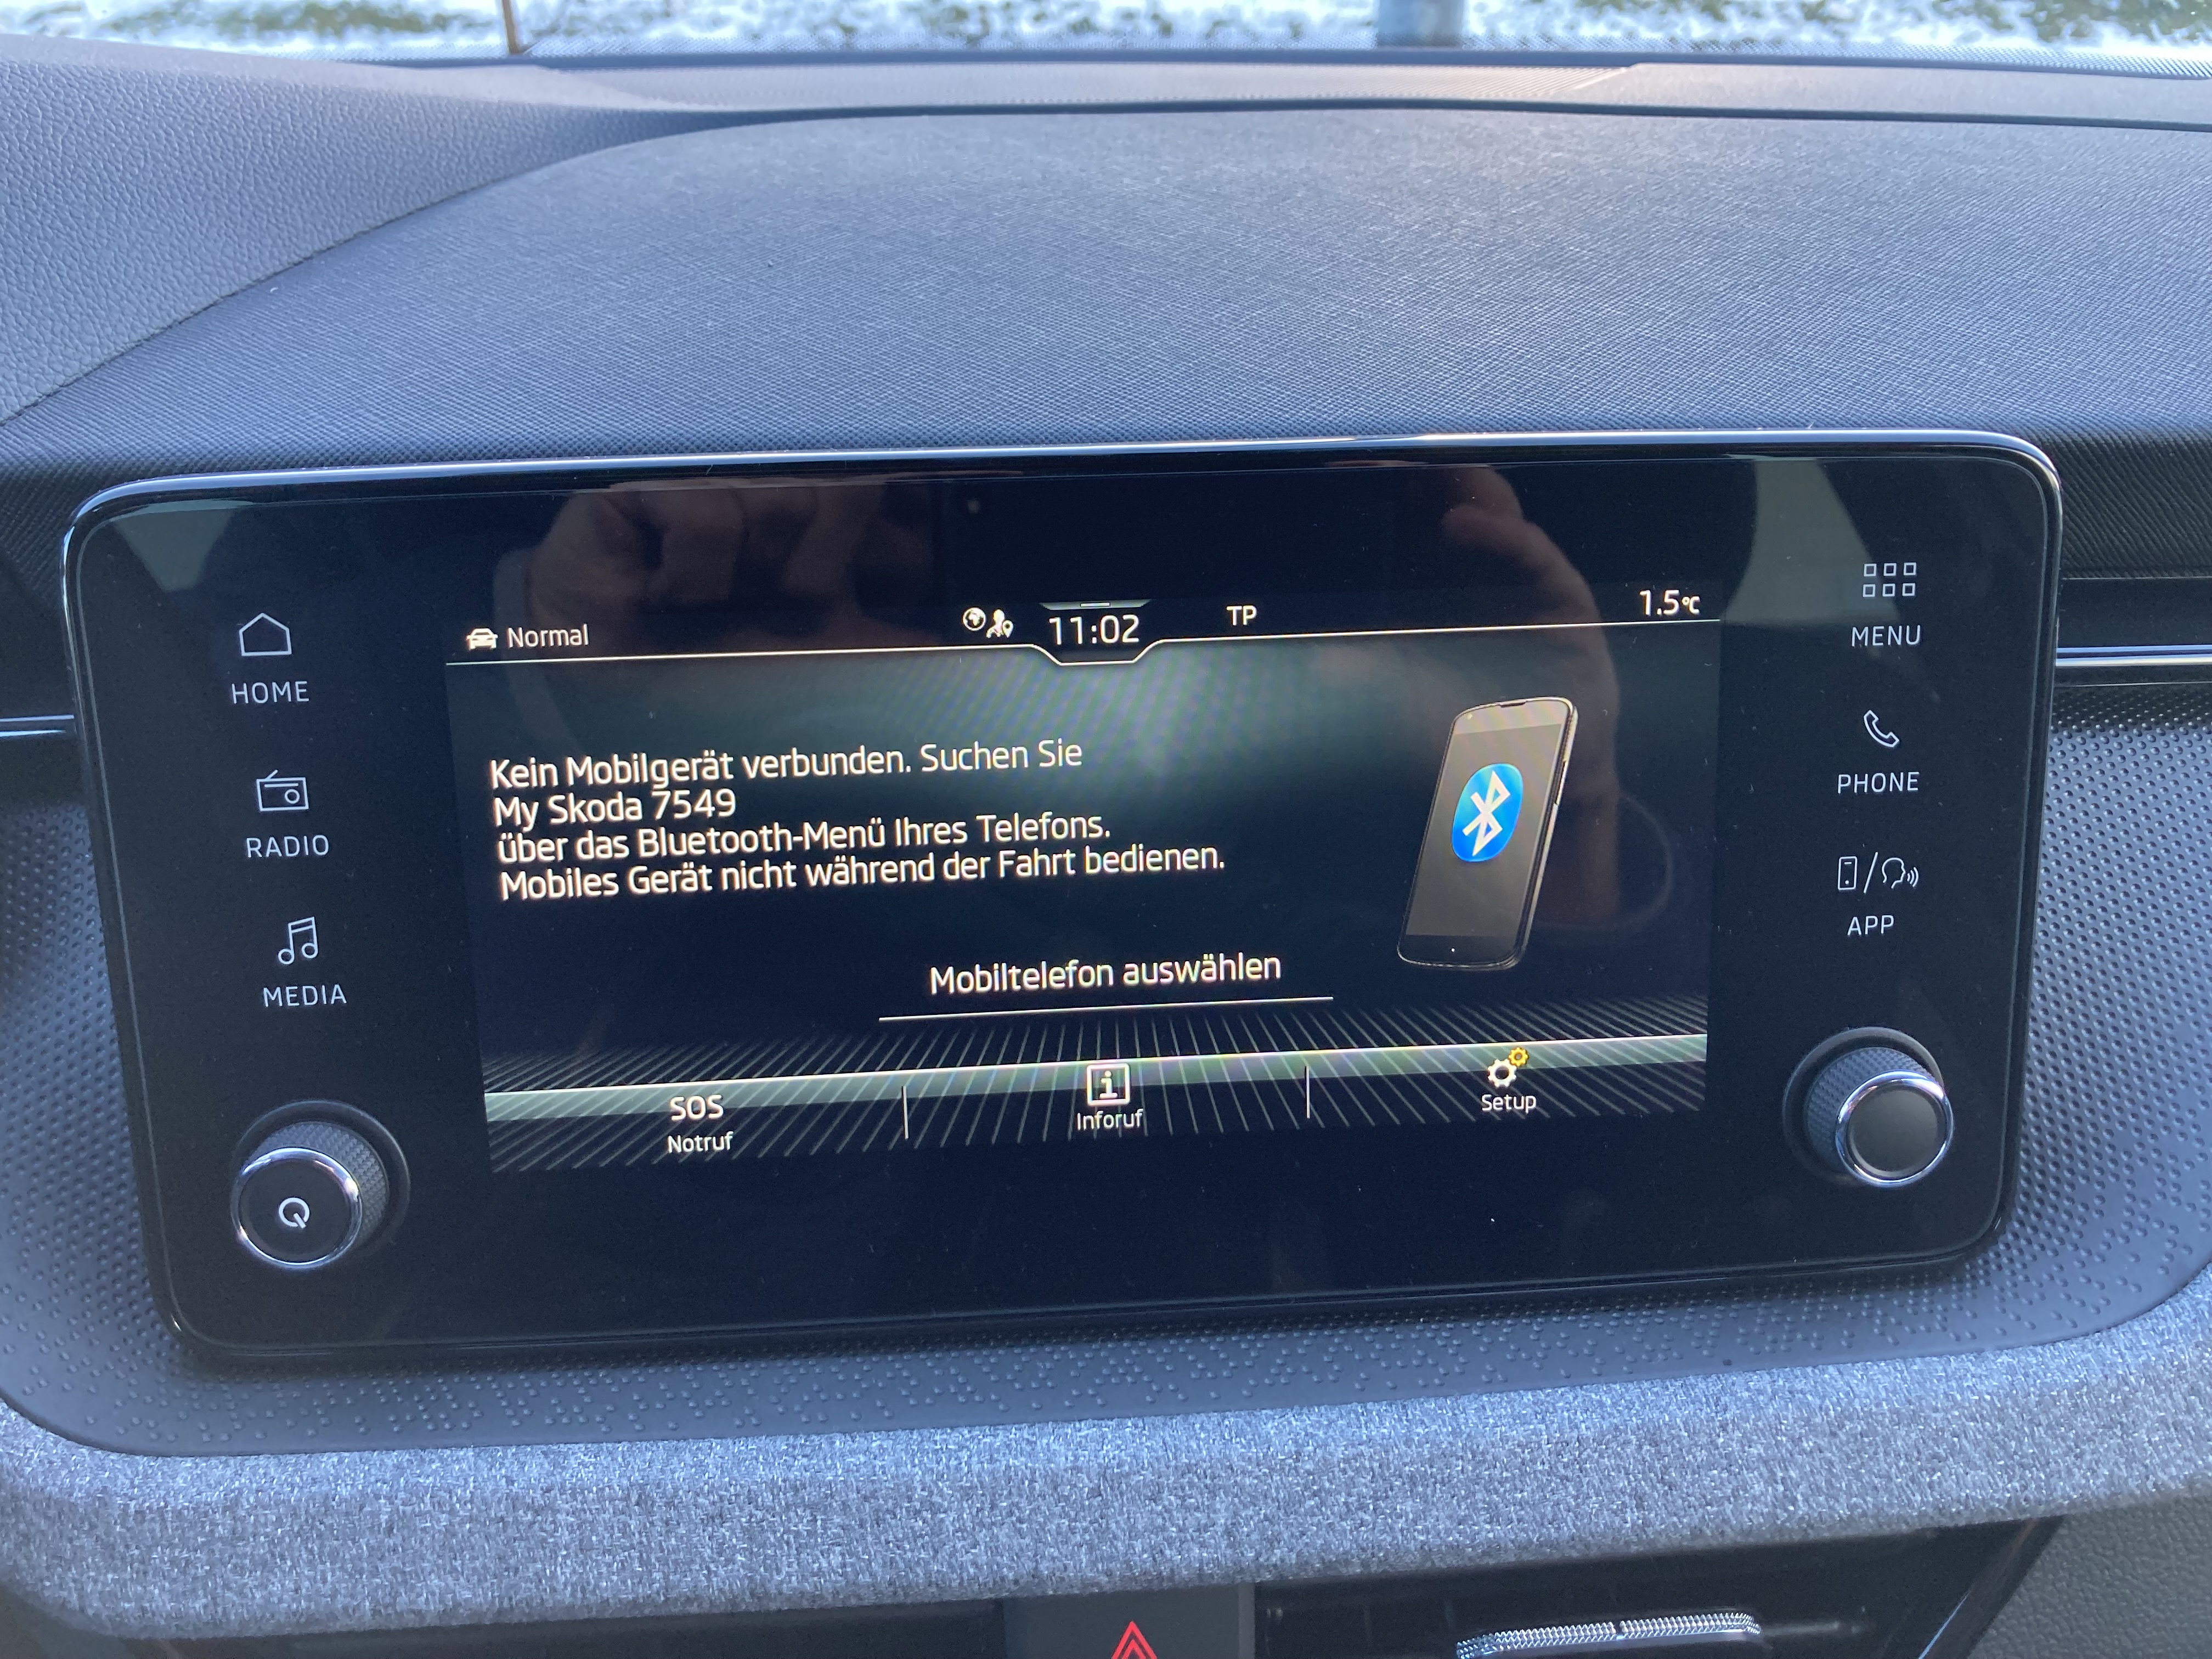 HOME
RADIO
MEDIA
Normal
11:02
TP
1.5°C
Kein Mobilgerät verbunden. Suchen Sie
My Skoda 7549
über das Bluetooth-Menü Ihres Telefons.
Mobiles Gerät nicht während der Fahrt bedienen.
Mobiltelefon auswählen
SOS
Notruf
i
Inforuf
Setup
MENU
PHONE
APP